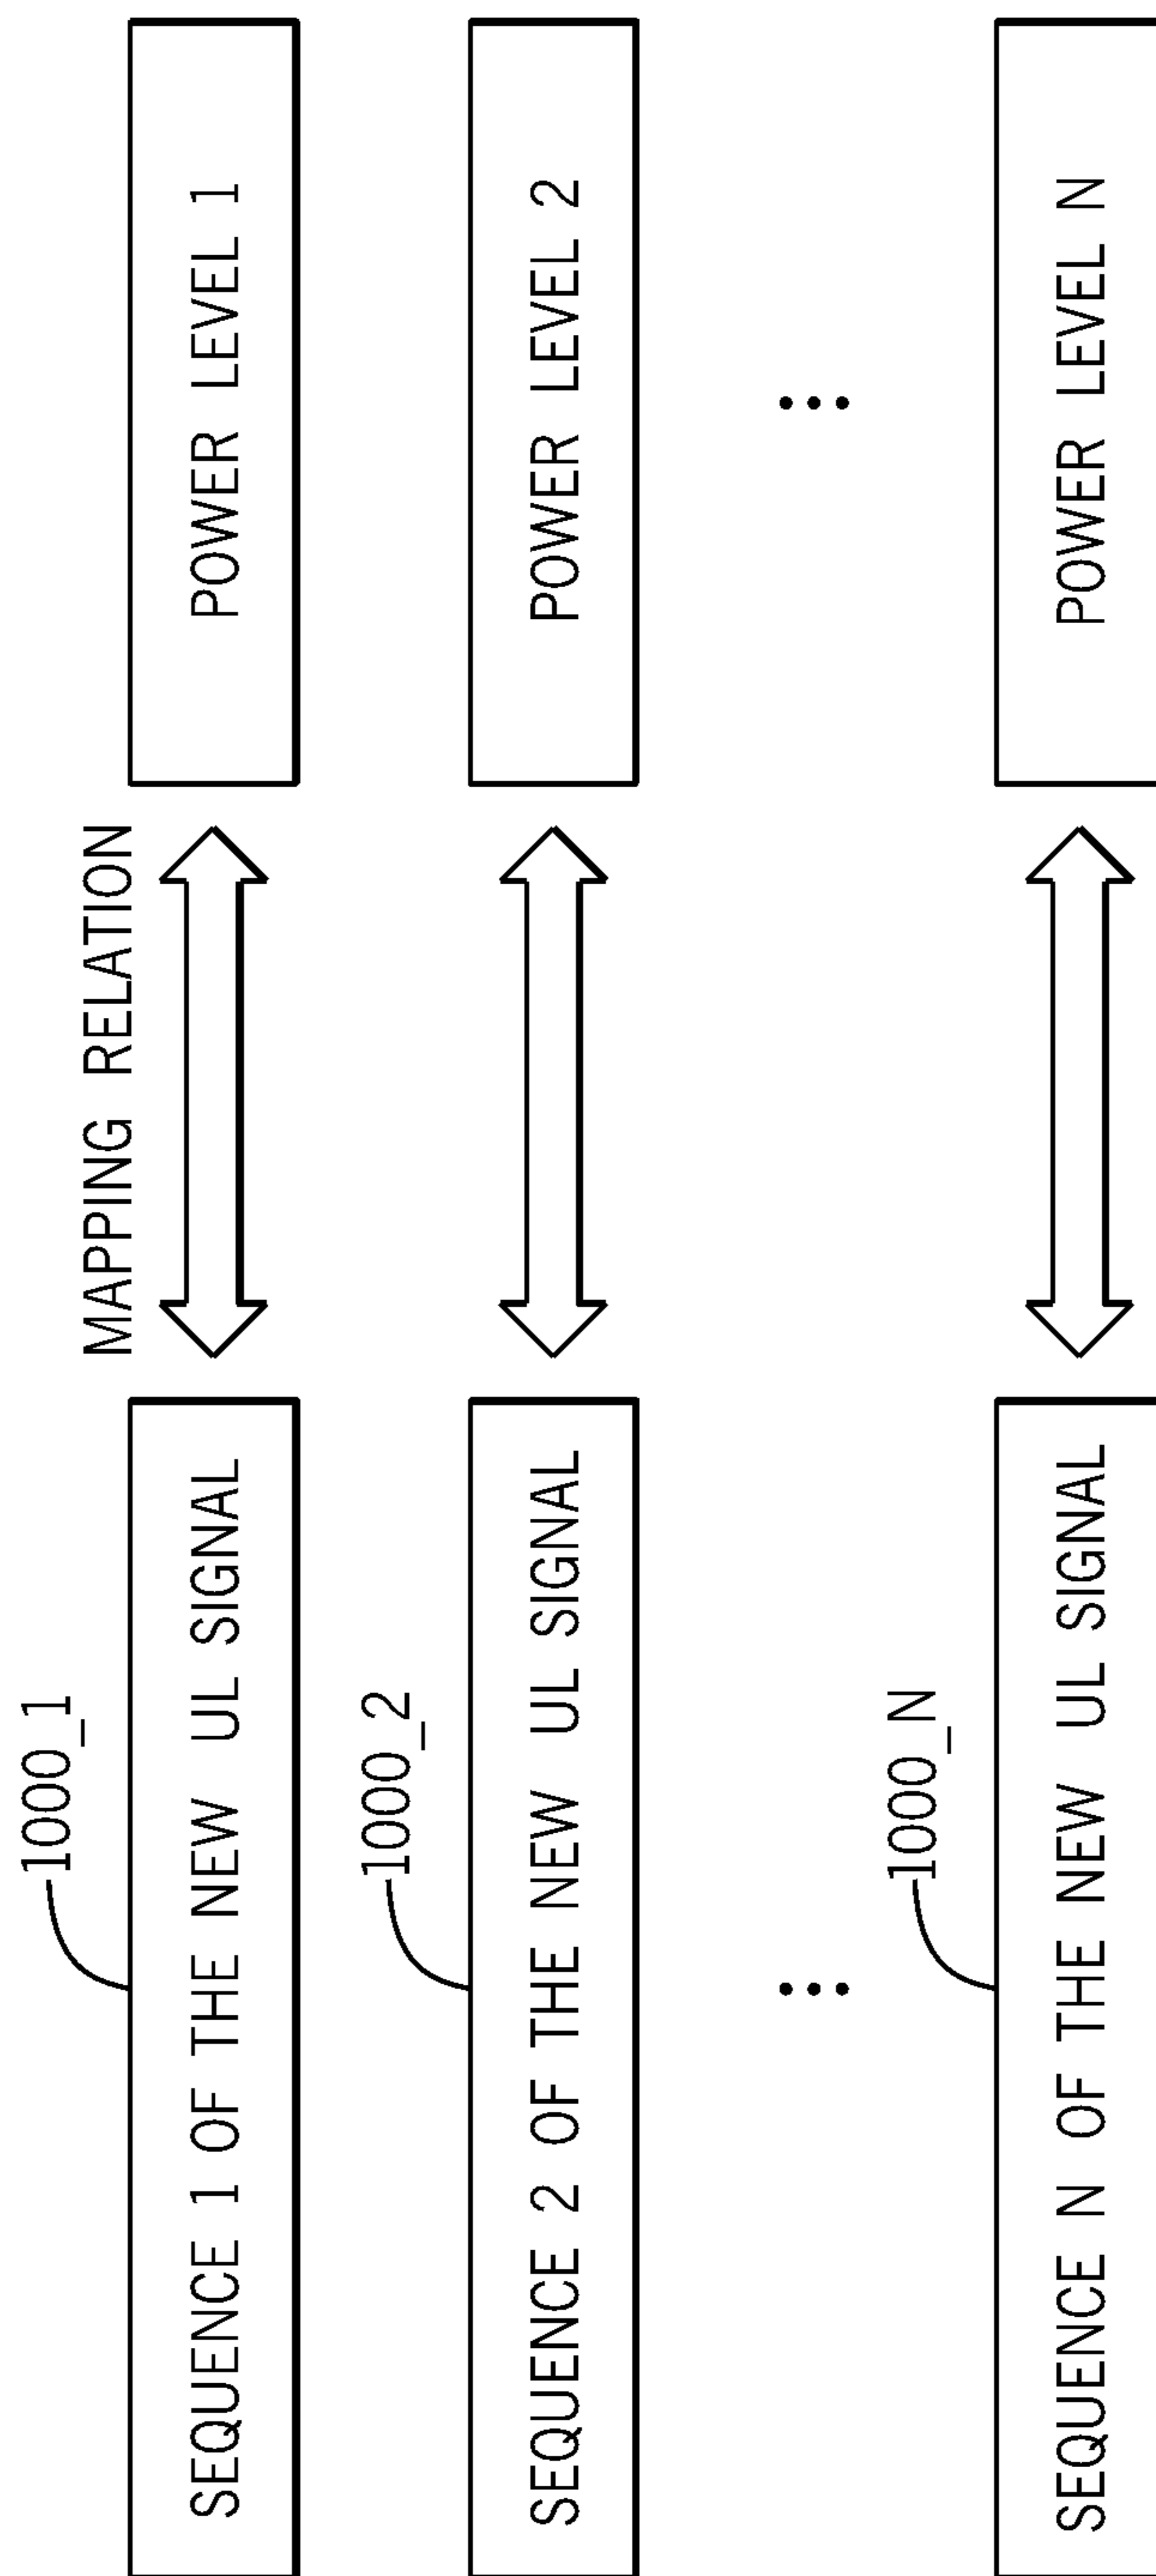 MAPPING RELATION
1000_1
SEQUENCE 1 OF THE NEW UL SIGNAL
POWER LEVEL 1
1000_2
SEQUENCE 2 OF THE NEW UL SIGNAL
POWER LEVEL 2
...
...
1000_N
SEQUENCE N OF THE NEW UL SIGNAL
POWER LEVEL N